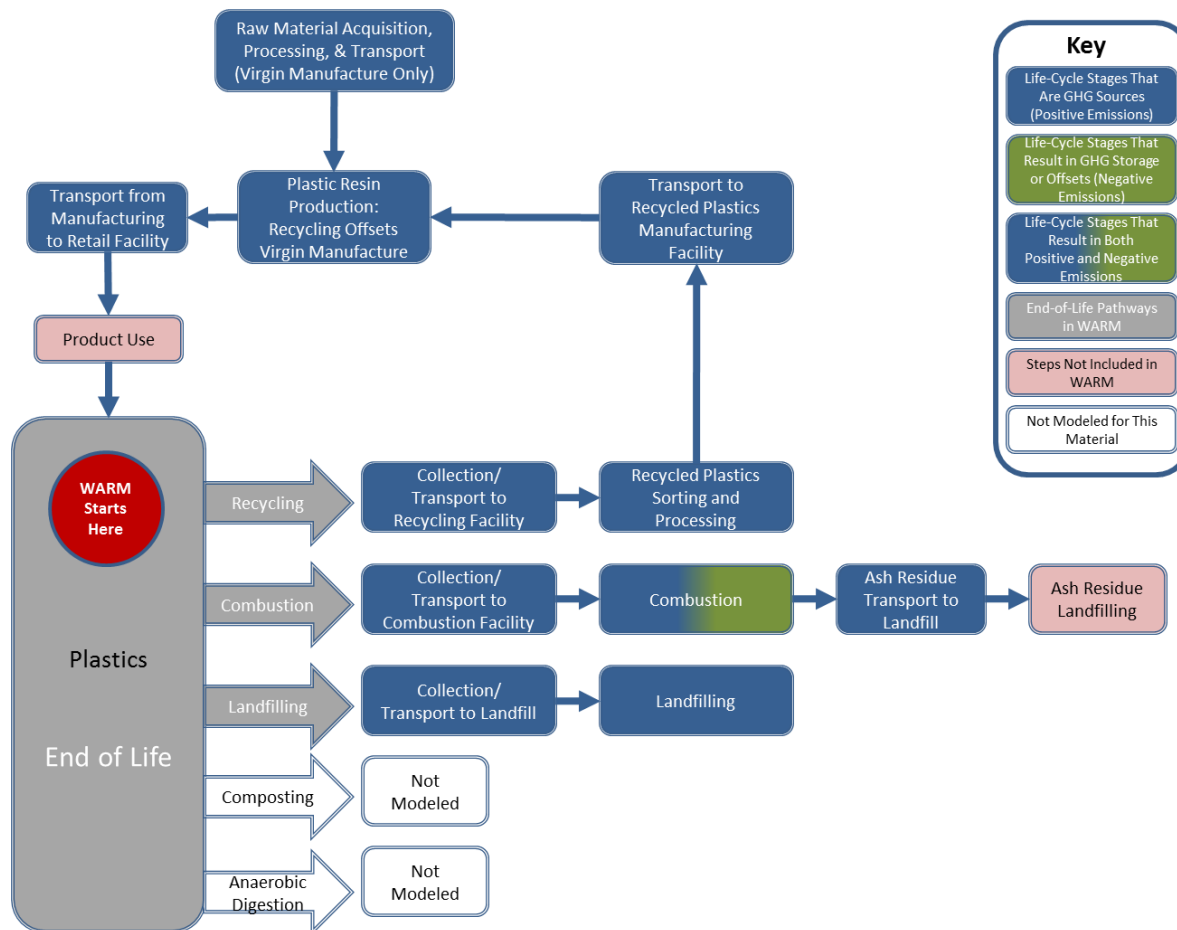 Raw Material Acquisition,
Processing, & Transport
(Virgin Manufacture Only)
Key
Life-Cycle Stages That
Are GHG Sources
(Positive Emissions)
Life-Cycle Stages That
Result in GHG Storage
or Offsets (Negative
Emissions)
Life-Cycle Stages That
Result in Both
Positive and Negative
Emissions
End-of-Life Pathways
in WARM
Steps Not Included in
WARM
Not Modeled for This
Material
Transport from
Manufacturing
to Retail Facility
Plastic Resin
Production:
Recycling Offsets
Virgin Manufacture
Transport to
Recycled Plastics
Manufacturing
Facility
Product Use
WARM
Starts
Here
Plastics
End of Life
Recycling
Collection/
Transport to
Recycling Facility
Recycled Plastics
Sorting and
Processing
Combustion
Collection/
Transport to
Combustion Facility
Combustion
Ash Residue
Transport to
Landfill
Ash Residue
Landfilling
Landfilling
Collection/
Transport to Landfill
Landfilling
Composting
Not
Modeled
Anaerobic
Digestion
Not
Modeled